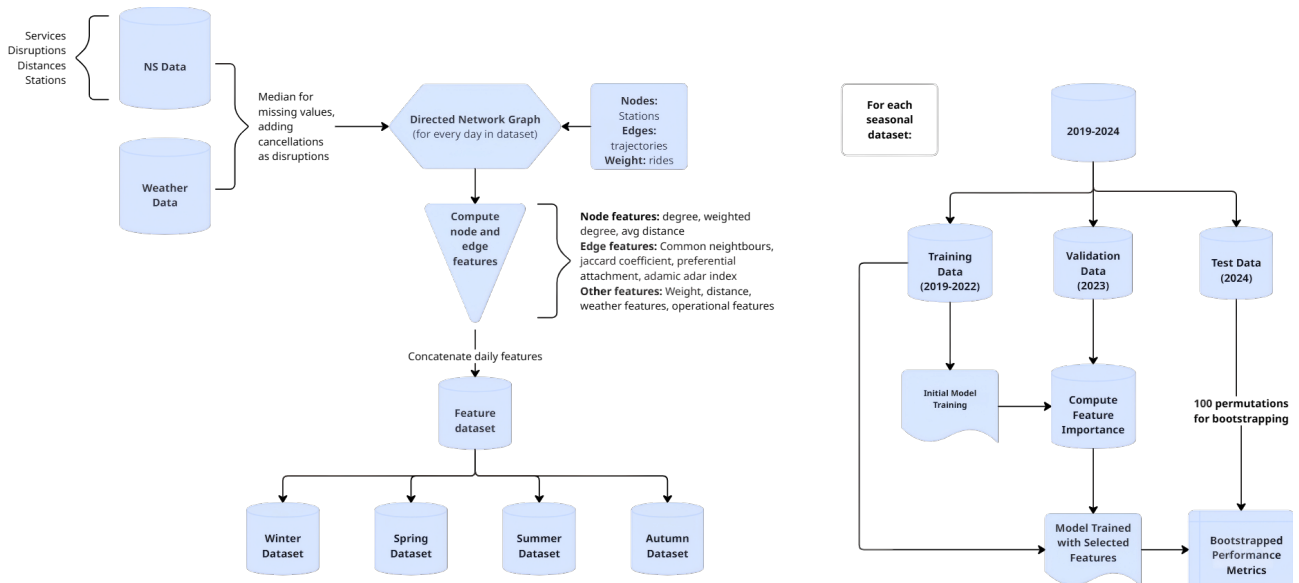 Services
Disruptions
Distances
Stations
NS Data
Weather
Data
Median for
missing values,
adding
cancellations
as disruptions
Directed Network Graph
(for every day in dataset)
Nodes:
Stations
Edges:
trajectories
Weight: rides
Compute
node and
edge
features
Node features: degree, weighted
degree, avg distance
Edge features: Common neighbours,
jaccard coefficient, preferential
attachment, adamic adar index
Other features: Weight, distance,
weather features, operational features
Concatenate daily features
Feature
dataset
Winter
Dataset
Spring
Dataset
Summer
Dataset
Autumn
Dataset
For each
seasonal
dataset:
2019-2024
Training
Data
(2019-2022)
Validation
Data
(2023)
Test Data
(2024)
Initial Model
Training
Compute
Feature
Importance
100 permutations
for bootstrapping
Model Trained
with Selected
Features
Bootstrapped
Performance
Metrics